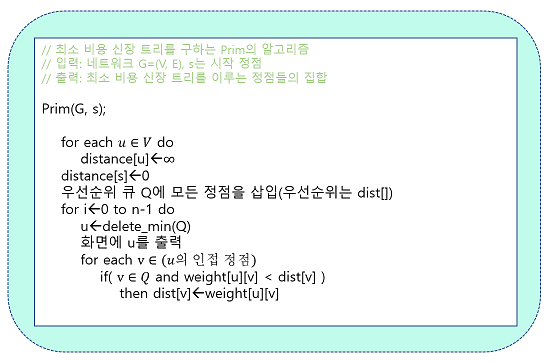 // 최소 비용 신장 트리를 구하는 Prim의 알고리즘
// 입력: 네트워크 G=(V, E), s는 시작 정점
// 출력: 최소 비용 신장 트리를 이루는 정점들의 집합
Prim(G, s);
for each u ∈ V do
distance[u]←∞
distance[s]←0
우선순위 큐 Q에 모든 정점을 삽입(우선순위는 dist[])
for i←0 to n-1 do
u←delete_min(Q)
화면에 u를 출력
for each v ∈ (u의 인접 정점)
if( v ∈ Q and weight[u][v] < dist[v] )
then dist[v]←weight[u][v]